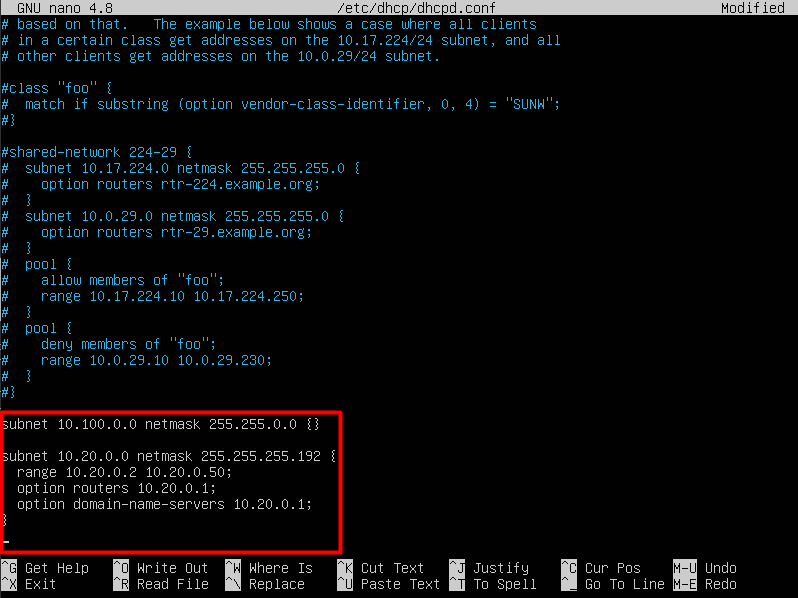 GNU nano 4.8 /etc/dhcp/dhcpd.conf Modified
# based on that.   The example below shows a case where all clients
# in a certain class get addresses on the 10.17.224/24 subnet, and all
# other clients get addresses on the 10.0.29/24 subnet.
#class "foo" {
#  match if substring (option vendor-class-identifier, 0, 4) = "SUNW";
#}
#shared-network 224-29 {
#  subnet 10.17.224.0 netmask 255.255.255.0 {
#    option routers rtr-224.example.org;
#  }
#  subnet 10.0.29.0 netmask 255.255.255.0 {
#    option routers rtr-29.example.org;
#  }
#  pool {
#    allow members of "foo";
#    range 10.17.224.10 10.17.224.250;
#  }
#  pool {
#    deny members of "foo";
#    range 10.0.29.10 10.0.29.230;
#  }
#}
subnet 10.100.0.0 netmask 255.255.0.0 {}
subnet 10.20.0.0 netmask 255.255.255.192 {
  range 10.20.0.2 10.20.0.50;
  option routers 10.20.0.1;
  option domain-name-servers 10.20.0.1;
}
^G Get Help ^O Write Out ^W Where Is ^K Cut Text ^J Justify ^C Cur Pos M-U Undo
^X Exit ^R Read File ^\ Replace ^U Paste Text ^T To Spell ^_ Go To Line M-E Redo